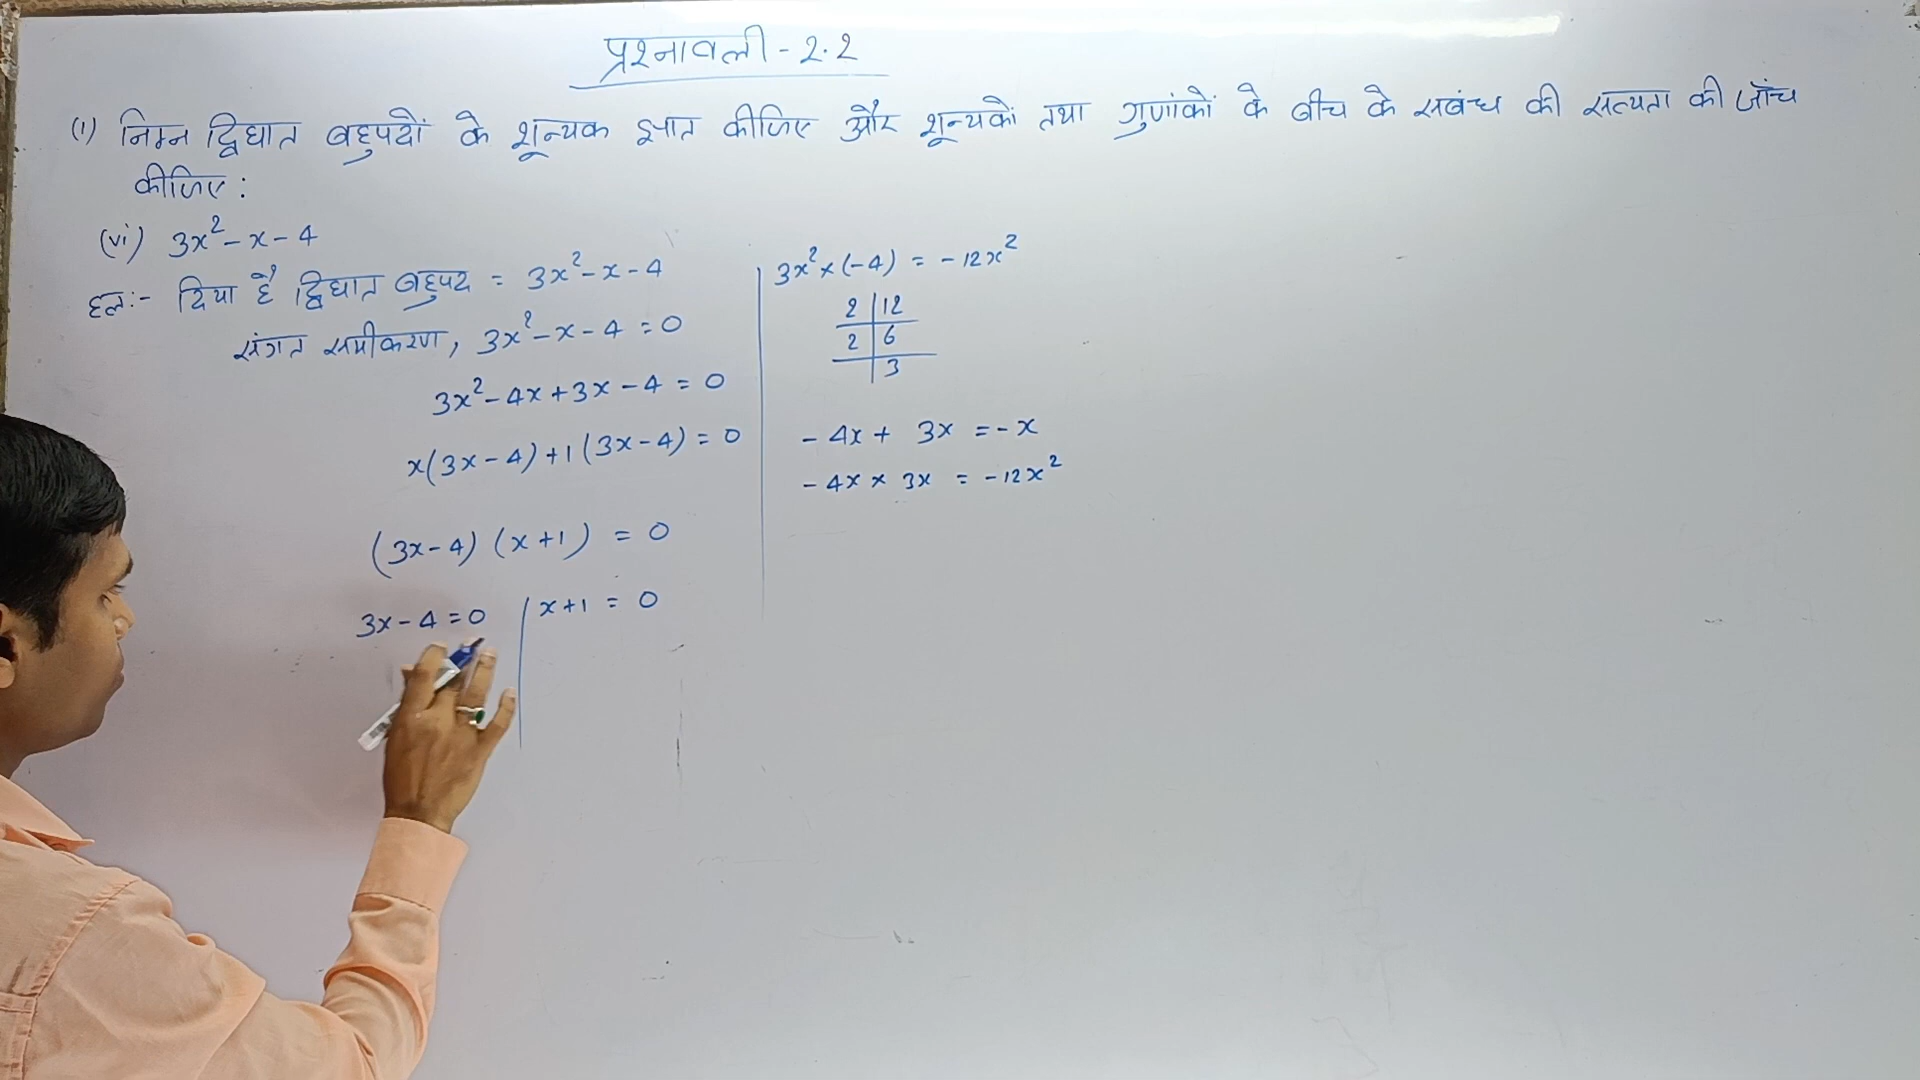 प्रश्नावली - 2.2
(1) निम्न द्विघात बहुपदों के शून्यक ज्ञात कीजिए और शून्यकों तथा गुणांकों के बीच के सबंध की सत्यता की जाँच
कीजिए :
(vi) 3x² - x - 4
हल :- दिया है द्विघात बहुपद = 3x² - x - 4
संगत समीकरण, 3x² - x - 4 = 0
3x² - 4x + 3x - 4 = 0
x(3x - 4) + 1(3x - 4) = 0
(3x - 4) (x + 1) = 0
3x - 4 = 0 | x + 1 = 0
3x² × (-4) = -12x²
2 | 12
2 | 6
| 3
- 4x + 3x = - x
- 4x × 3x = -12x²